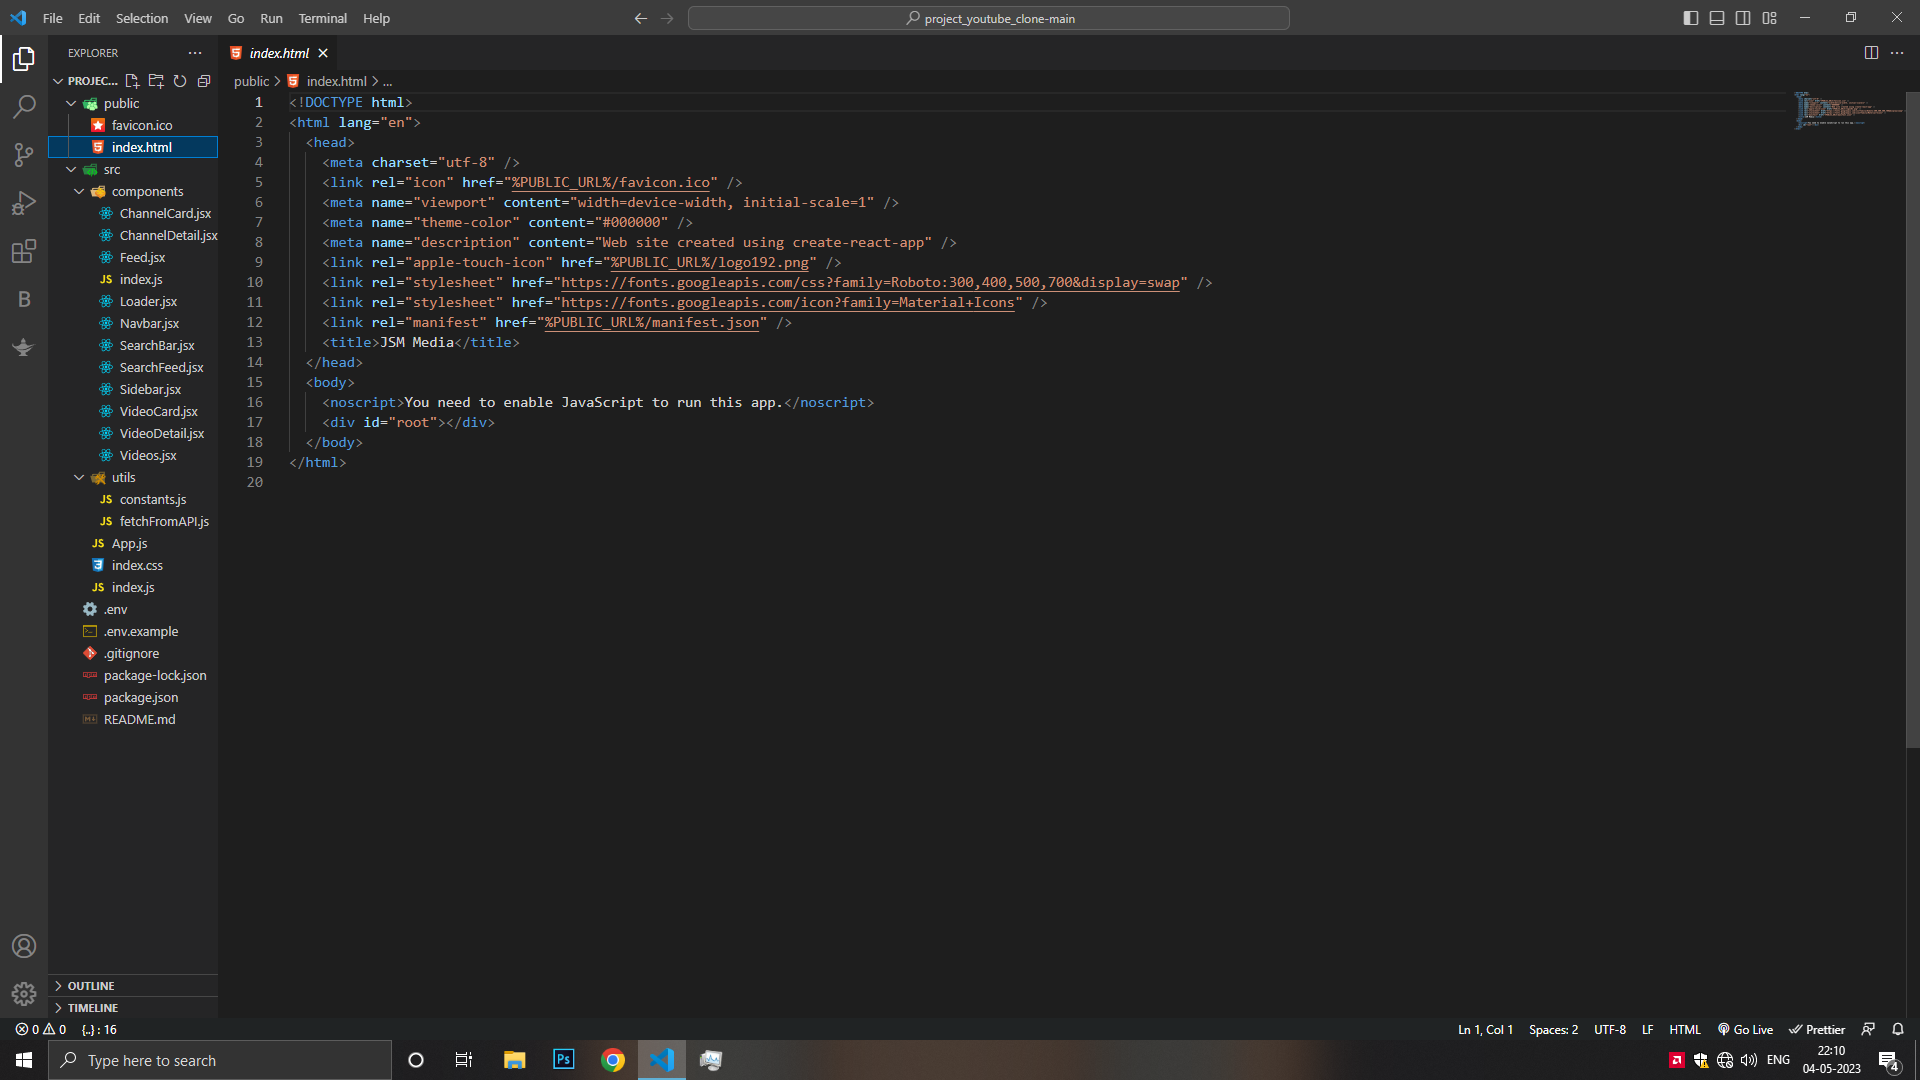 File Edit Selection View Go Run Terminal Help
project_youtube_clone-main
EXPLORER
PROJEC...
public
favicon.ico
index.html
src
components
ChannelCard.jsx
ChannelDetail.jsx
Feed.jsx
JS index.js
Loader.jsx
Navbar.jsx
SearchBar.jsx
SearchFeed.jsx
Sidebar.jsx
VideoCard.jsx
VideoDetail.jsx
Videos.jsx
utils
JS constants.js
JS fetchFromAPI.js
JS App.js
index.css
JS index.js
.env
.env.example
.gitignore
package-lock.json
package.json
README.md
OUTLINE
TIMELINE
index.html
public > index.html > ...
1 <!DOCTYPE html>
2 <html lang="en">
3 <head>
4 <meta charset="utf-8" />
5 <link rel="icon" href="%PUBLIC_URL%/favicon.ico" />
6 <meta name="viewport" content="width=device-width, initial-scale=1" />
7 <meta name="theme-color" content="#000000" />
8 <meta name="description" content="Web site created using create-react-app" />
9 <link rel="apple-touch-icon" href="%PUBLIC_URL%/logo192.png" />
10 <link rel="stylesheet" href="https://fonts.googleapis.com/css?family=Roboto:300,400,500,700&display=swap" />
11 <link rel="stylesheet" href="https://fonts.googleapis.com/icon?family=Material+Icons" />
12 <link rel="manifest" href="%PUBLIC_URL%/manifest.json" />
13 <title>JSM Media</title>
14 </head>
15 <body>
16 <noscript>You need to enable JavaScript to run this app.</noscript>
17 <div id="root"></div>
18 </body>
19 </html>
20
0 0 {..} : 16
Ln 1, Col 1 Spaces: 2 UTF-8 LF HTML Go Live Prettier
Type here to search
Ps
ENG
22:10
04-05-2023
4